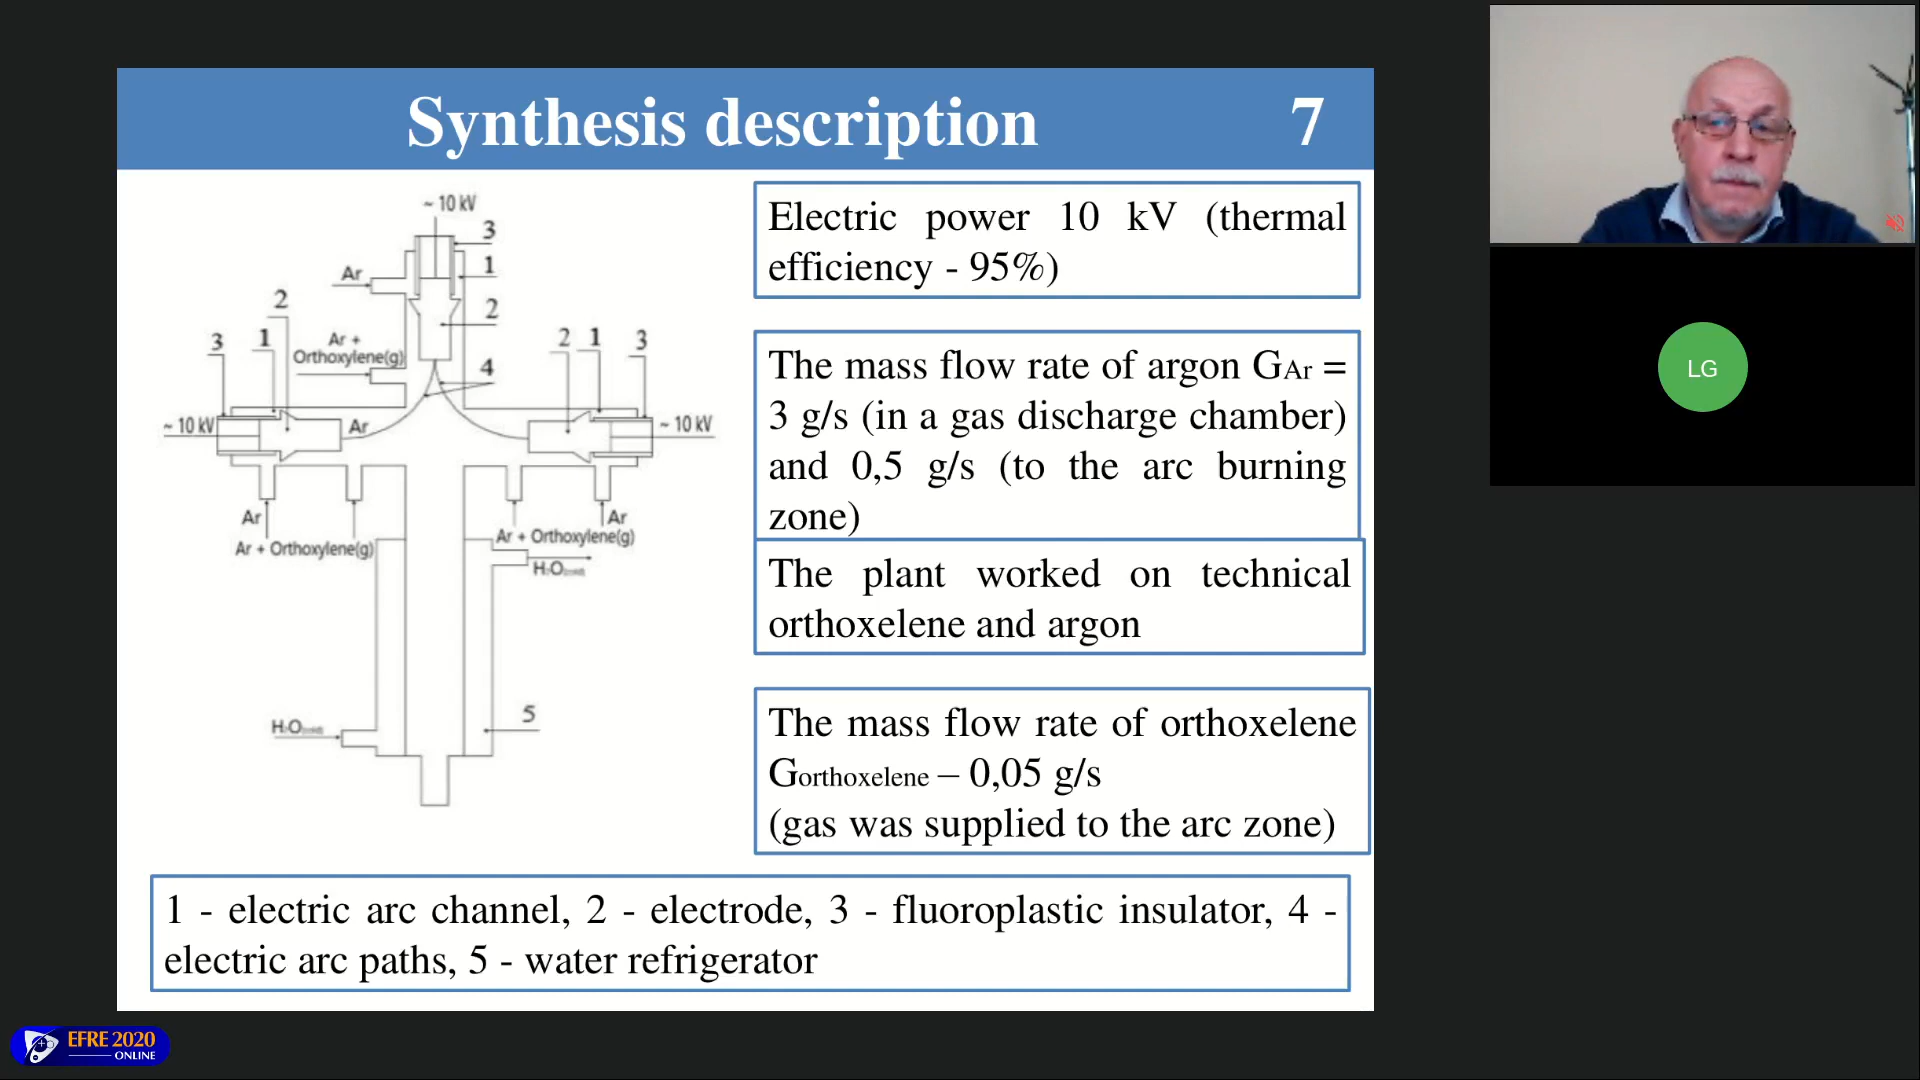 Synthesis description 7
~ 10 kV
3
Ar
1
2
2
3
1
Ar +
Orthoxylene(g)
2
1
3
4
~ 10 kV
Ar
~ 10 kV
Ar
Ar
Ar + Orthoxylene(g)
Ar + Orthoxylene(g)
H2O
H2O
5
Electric power 10 kV (thermal
efficiency - 95%)
The mass flow rate of argon GAr =
3 g/s (in a gas discharge chamber)
and 0,5 g/s (to the arc burning
zone)
The plant worked on technical
orthoxelene and argon
The mass flow rate of orthoxelene
Gorthoxelene – 0,05 g/s
(gas was supplied to the arc zone)
1 - electric arc channel, 2 - electrode, 3 - fluoroplastic insulator, 4 -
electric arc paths, 5 - water refrigerator
LG
EFRE 2020
ONLINE